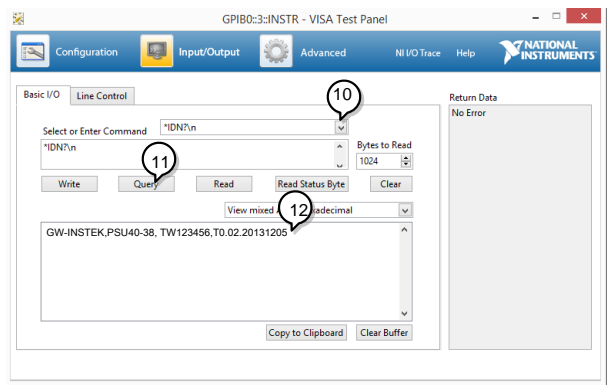 GPIB0::3::INSTR - VISA Test Panel
Configuration Input/Output Advanced NI I/O Trace Help NATIONAL INSTRUMENTS™
Basic I/O Line Control
10
Return Data
No Error
Select or Enter Command *IDN?\n
*IDN?\n
Bytes to Read
1024
11
Write Query Read Read Status Byte Clear
View mixed hexadecimal
12
GW-INSTEK,PSU40-38, TW123456,T0.02.20131205
Copy to Clipboard Clear Buffer